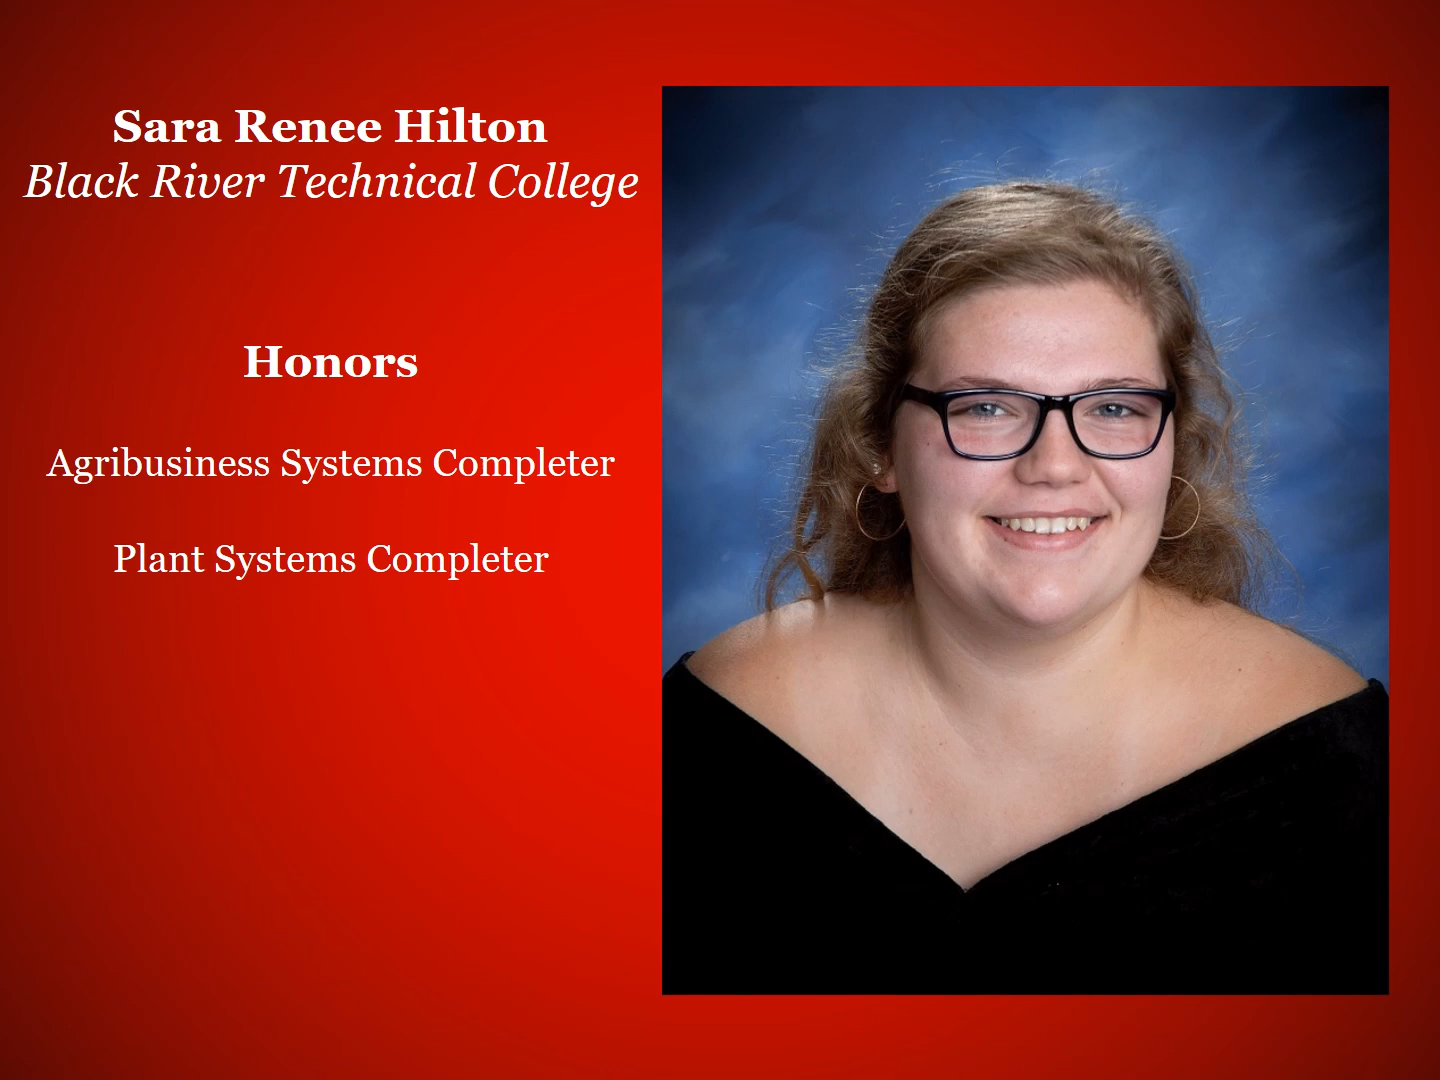 Sara Renee Hilton
Black River Technical College
Honors
Agribusiness Systems Completer
Plant Systems Completer